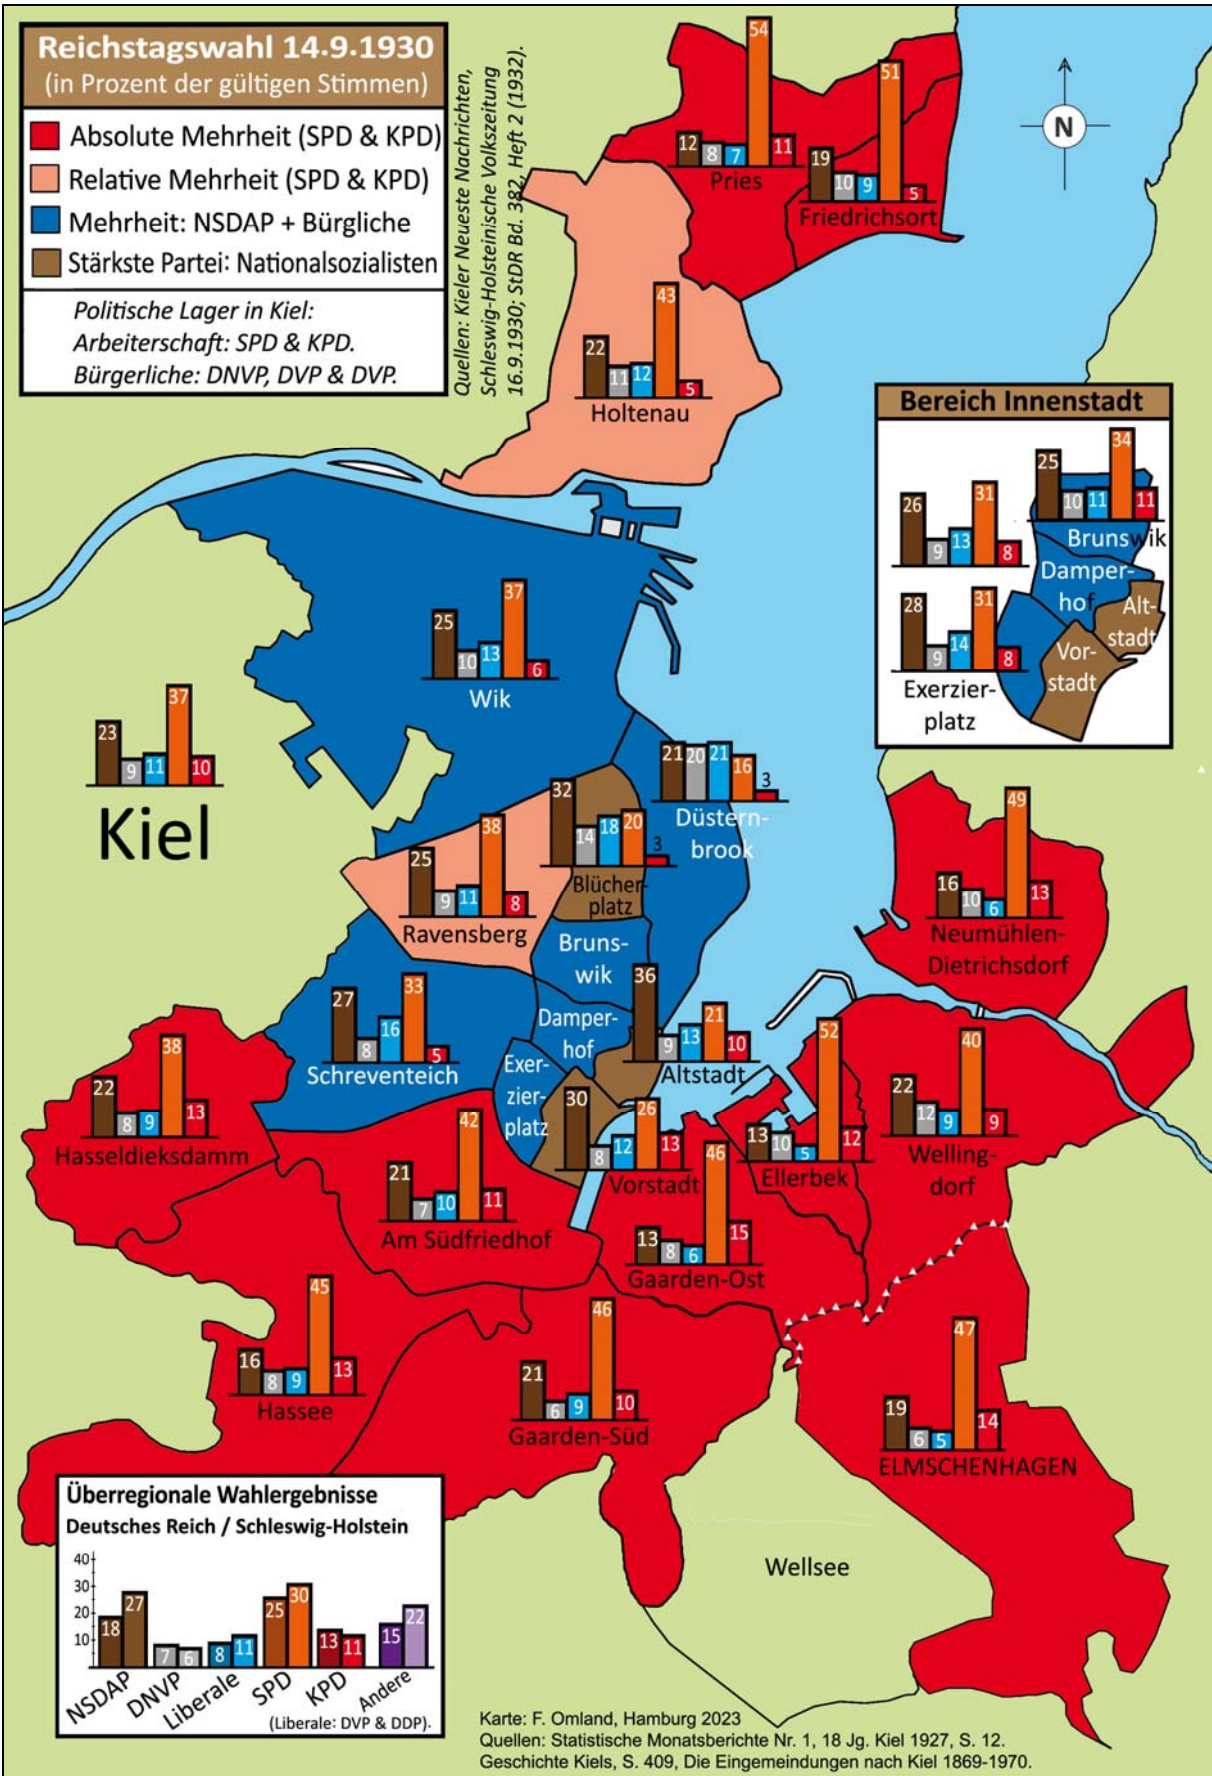 Reichstagswahl 14.9.1930
(in Prozent der gültigen Stimmen)
Absolute Mehrheit (SPD & KPD)
Relative Mehrheit (SPD & KPD)
Mehrheit: NSDAP + Bürgliche
Stärkste Partei: Nationalsozialisten
Politische Lager in Kiel:
Arbeiterschaft: SPD & KPD.
Bürgerliche: DNVP, DVP & DVP.
Quellen: Kieler Neueste Nachrichten,
Schleswig-Holsteinische Volkszeitung
16.9.1930; StDR Bd. 382, Heft 2 (1932).
12 8 7 54 11
Pries
19 10 9 51 5
Friedrichsort
N
22 11 12 43 5
Holtenau
Bereich Innenstadt
25 10 11 34 11
Brunswik
26 9 13 31 8
Damper-
hof
Alt-
stadt
28 9 14 31 8
Exerzier-
platz
Vor-
stadt
25 10 13 37 6
Wik
23 9 11 37 10
Kiel
21 20 21 16 3
Düstern-
brook
32 14 18 20 3
Blücher-
platz
25 9 11 38 8
Ravensberg
16 10 6 49 13
Neumühlen-
Dietrichsdorf
Bruns-
wik
27 8 16 33 5
Schreventeich
Damper-
hof
36 9 13 21 10
Altstadt
Exer-
zier-
platz
22 8 9 38 13
Hasseldieksdamm
30 8 12 26 13
Vorstadt
13 10 5 52 12
Ellerbek
22 12 9 40 9
Welling-
dorf
21 7 10 42 11
Am Südfriedhof
13 8 6 46 15
Gaarden-Ost
16 8 9 45 13
Hassee
21 6 9 46 10
Gaarden-Süd
19 6 5 47 14
ELMSCHENHAGEN
Wellsee
Überregionale Wahlergebnisse
Deutsches Reich / Schleswig-Holstein
40
30
20
10
18 27 7 6 8 11 25 30 13 11 15 22
NSDAP DNVP Liberale SPD KPD Andere
(Liberale: DVP & DDP).
Karte: F. Omland, Hamburg 2023
Quellen: Statistische Monatsberichte Nr. 1, 18 Jg. Kiel 1927, S. 12.
Geschichte Kiels, S. 409, Die Eingemeindungen nach Kiel 1869-1970.